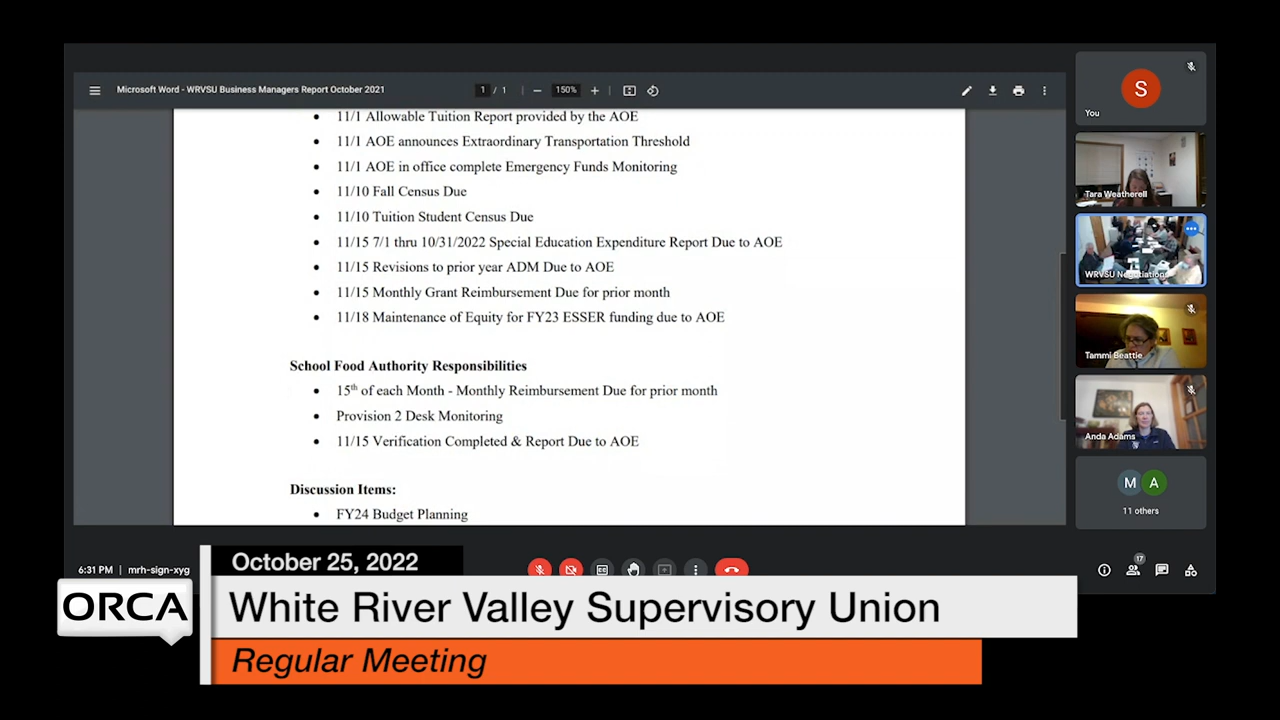 Microsoft Word - WRVSU Business Managers Report October 2021
1 / 1
150%
11/1 Allowable Tuition Report provided by the AOE
11/1 AOE announces Extraordinary Transportation Threshold
11/1 AOE in office complete Emergency Funds Monitoring
11/10 Fall Census Due
11/10 Tuition Student Census Due
11/15 7/1 thru 10/31/2022 Special Education Expenditure Report Due to AOE
11/15 Revisions to prior year ADM Due to AOE
11/15 Monthly Grant Reimbursement Due for prior month
11/18 Maintenance of Equity for FY23 ESSER funding due to AOE
School Food Authority Responsibilities
15th of each Month - Monthly Reimbursement Due for prior month
Provision 2 Desk Monitoring
11/15 Verification Completed & Report Due to AOE
Discussion Items:
FY24 Budget Planning
S
You
Tara Weatherell
WRVSU Negotiations
Tammi Beattie
Anda Adams
M A
11 others
6:31 PM | mrh-sign-xyg
17
October 25, 2022
ORCA
White River Valley Supervisory Union
Regular Meeting